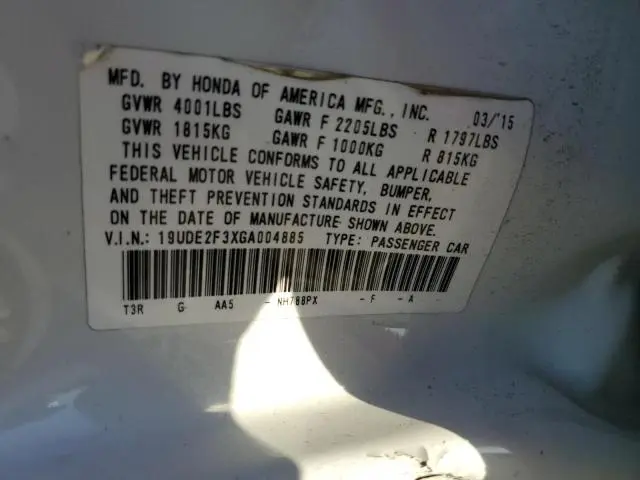 MFD. BY HONDA OF AMERICA MFG., INC. 03/'15
GVWR 4001LBS GAWR F 2205LBS R 1797LBS
GVWR 1815KG GAWR F 1000KG R 815KG
THIS VEHICLE CONFORMS TO ALL APPLICABLE
FEDERAL MOTOR VEHICLE SAFETY, BUMPER,
AND THEFT PREVENTION STANDARDS IN EFFECT
ON THE DATE OF MANUFACTURE SHOWN ABOVE.
V.I.N.: 19UDE2F3XGA004885 TYPE: PASSENGER CAR
T3R G AA5 - NH788PX - F - A